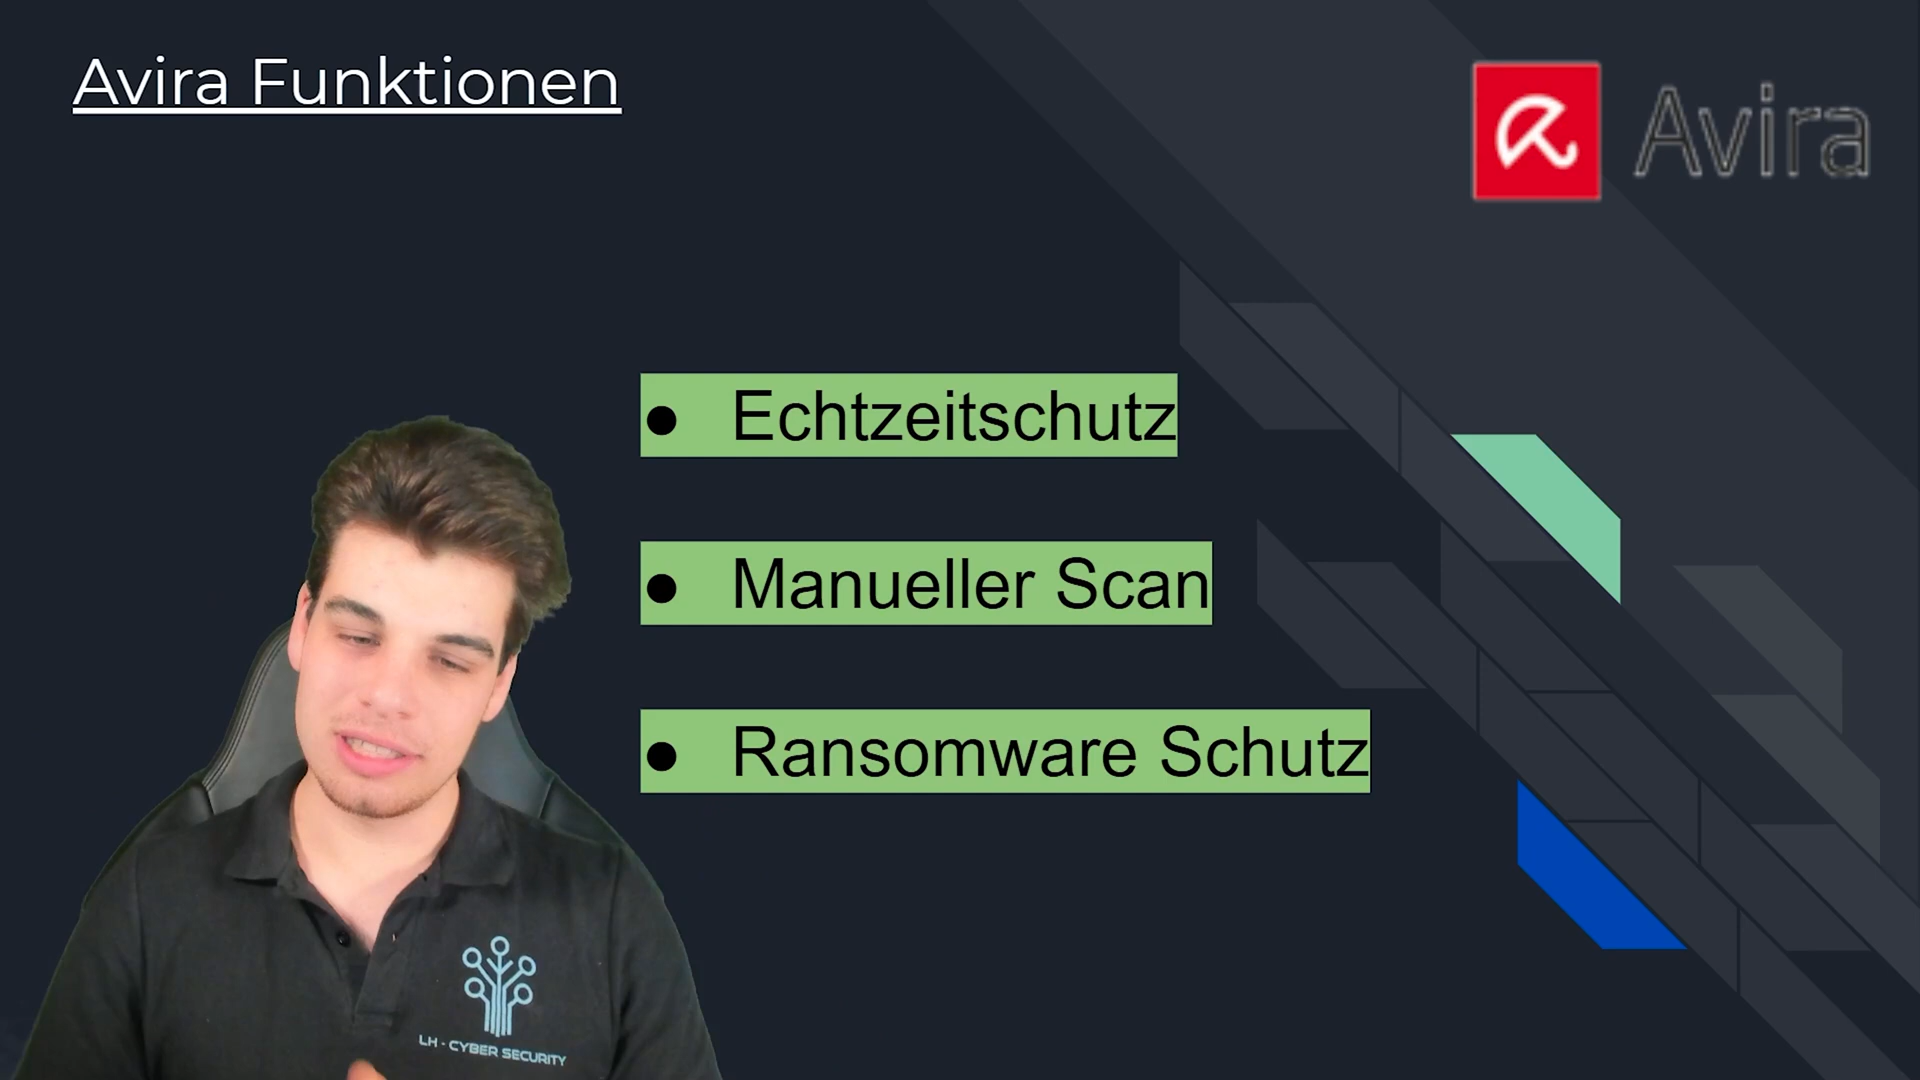 Avira Funktionen
Avira
● Echtzeitschutz
● Manueller Scan
● Ransomware Schutz
LH - CYBER SECURITY